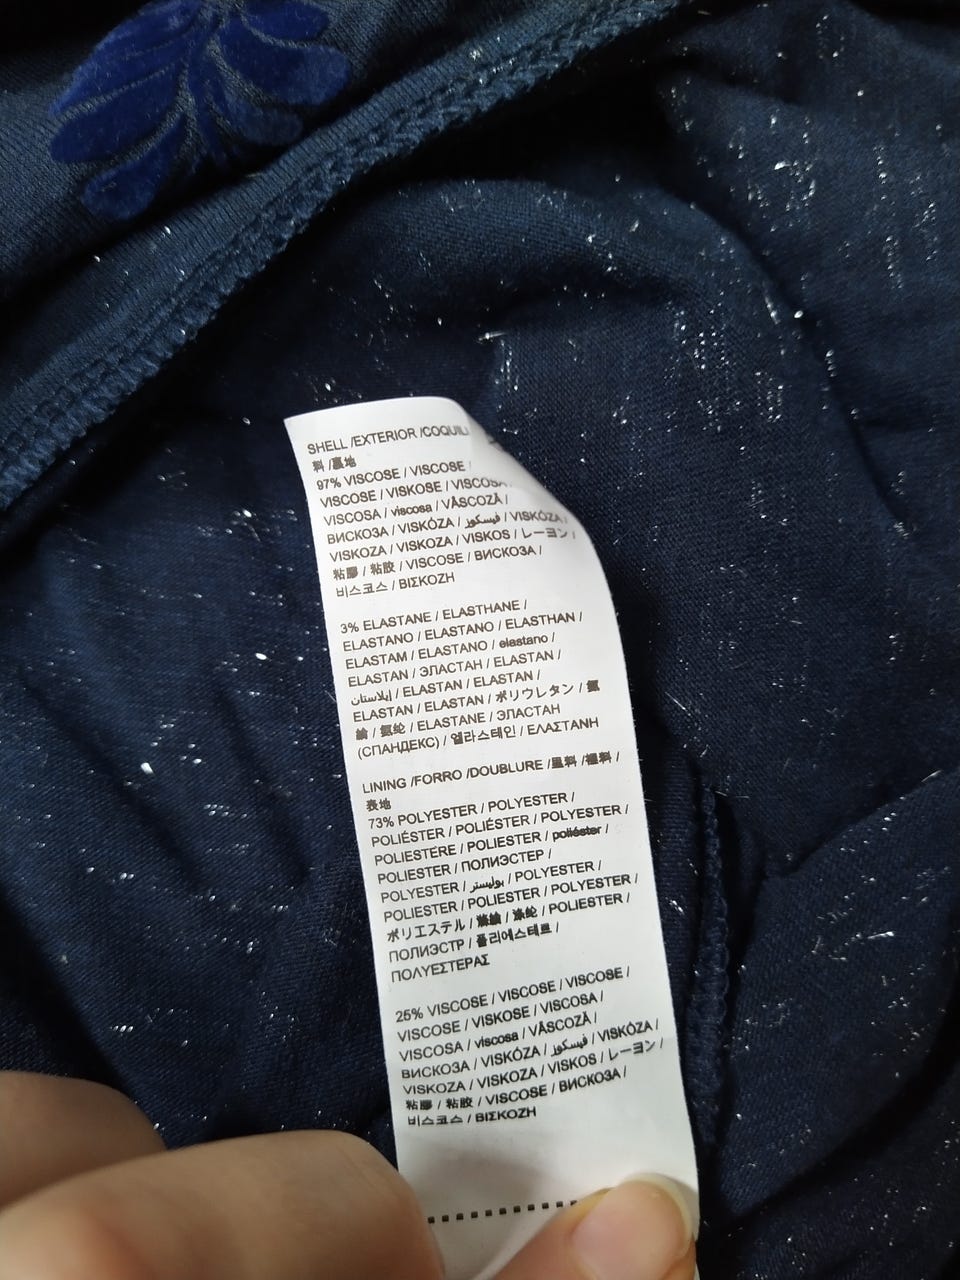 SHELL /EXTERIOR /COQUIL
料 /裏地
97% VISCOSE / VISCOSE /
VISCOSE / VISKOSE / VISCOSA /
VISCOSA / viscosa / VÂSCOZĂ /
ВИСКОЗА / VISKÓZA / فيسكوز / VISKÓZA /
VISKOZA / VISKOZA / VISKOS / レーヨン /
粘膠 / 粘胶 / VISCOSE / ВИСКОЗА /
비스코스 / ΒΙΣΚΟΖΗ
3% ELASTANE / ELASTHANE /
ELASTANO / ELASTANO / ELASTHAN /
ELASTAM / ELASTANO / elastano /
ELASTAN / ЭЛАСТАН / ELASTAN /
إيلاستان / ELASTAN / ELASTAN /
ELASTAN / ELASTAN / ポリウレタン / 氨
綸 / 氨纶 / ELASTANE / ЭЛАСТАН
(СПАНДЕКС) / 엘라스테인 / ΕΛΑΣΤΑΝΗ
LINING /FORRO /DOUBLURE /里料 /裡料 /
表地
73% POLYESTER / POLYESTER /
POLIÉSTER / POLIÉSTER / POLYESTER /
POLIESTERE / POLIESTER / poliéster /
POLIESTER / ПОЛИЭСТЕР /
POLYESTER / بوليستر / POLYESTER /
POLIESTER / POLIESTER / POLYESTER /
ポリエステル / 滌綸 / 涤纶 / POLIESTER /
ПОЛИЭСТР / 폴리에스테르 /
ΠΟΛΥΕΣΤΕΡΑΣ
25% VISCOSE / VISCOSE / VISCOSE /
VISCOSE / VISKOSE / VISCOSA /
VISCOSA / viscosa / VÂSCOZĂ /
ВИСКОЗА / VISKÓZA / فيسكوز / VISKÓZA /
VISKOZA / VISKOZA / VISKOS / レーヨン /
粘膠 / 粘胶 / VISCOSE / ВИСКОЗА /
비스코스 / ΒΙΣΚΟΖΗ